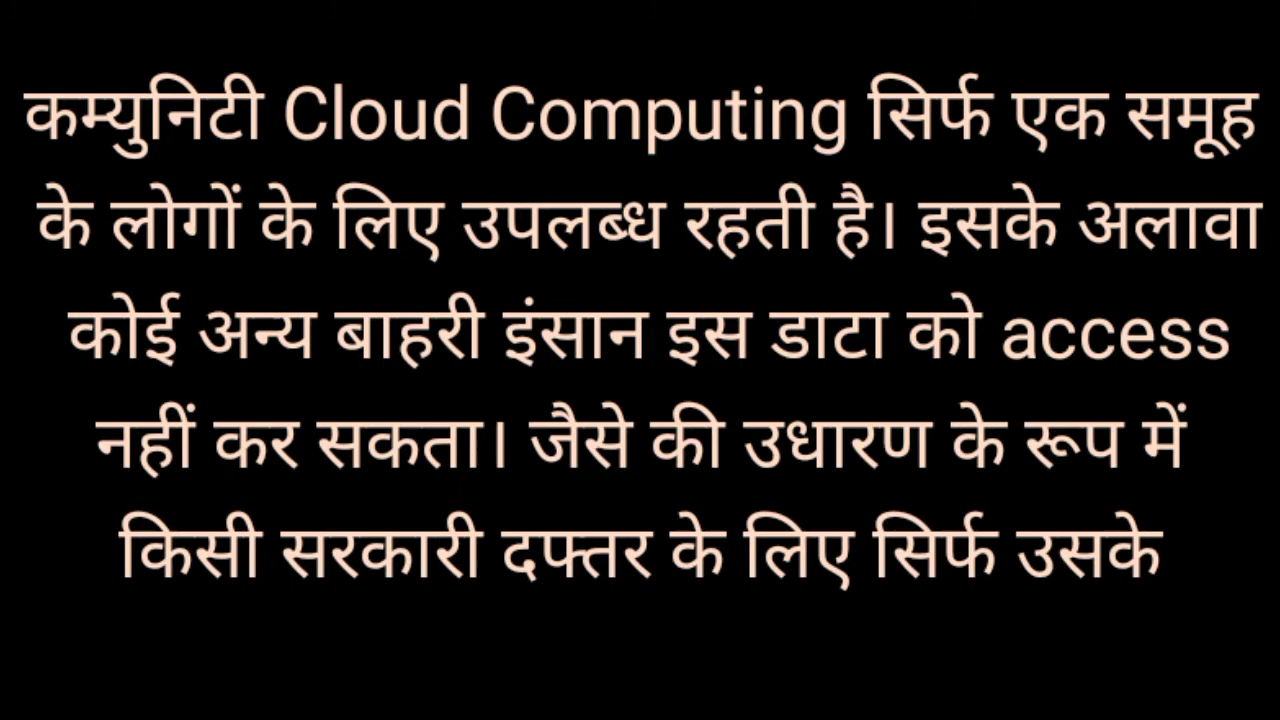 कम्युनिटी Cloud Computing सिर्फ एक समूह
के लोगों के लिए उपलब्ध रहती है। इसके अलावा
कोई अन्य बाहरी इंसान इस डाटा को access
नहीं कर सकता। जैसे की उधारण के रूप में
किसी सरकारी दफ्तर के लिए सिर्फ उसके